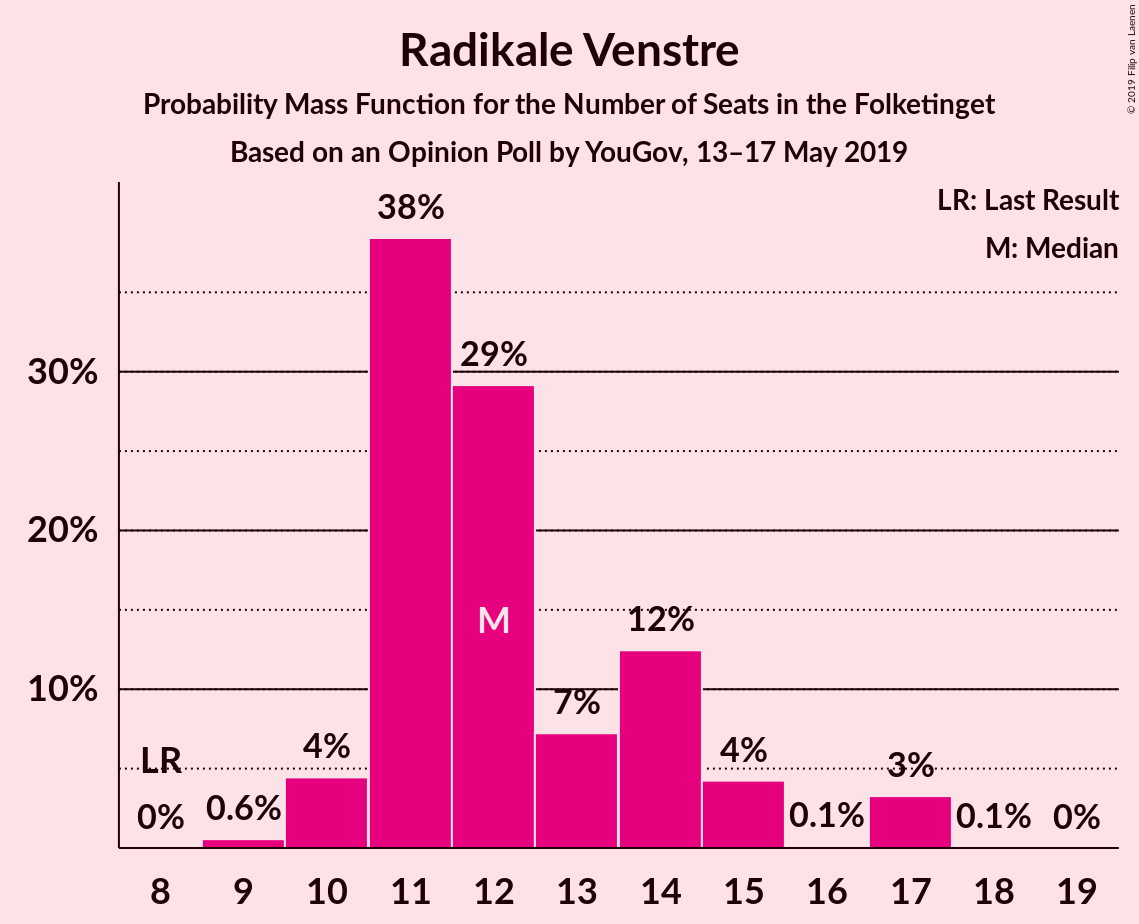 Radikale Venstre
Probability Mass Function for the Number of Seats in the Folketinget
Based on an Opinion Poll by YouGov, 13–17 May 2019
© 2019 Filip van Laenen
LR: Last Result
M: Median
38%
29%
30%
20%
M
12%
10%
7%
LR
4%
4%
3%
0%
0.6%
0.1%
0.1%
0%
8 9 10 11 12 13 14 15 16 17 18 19